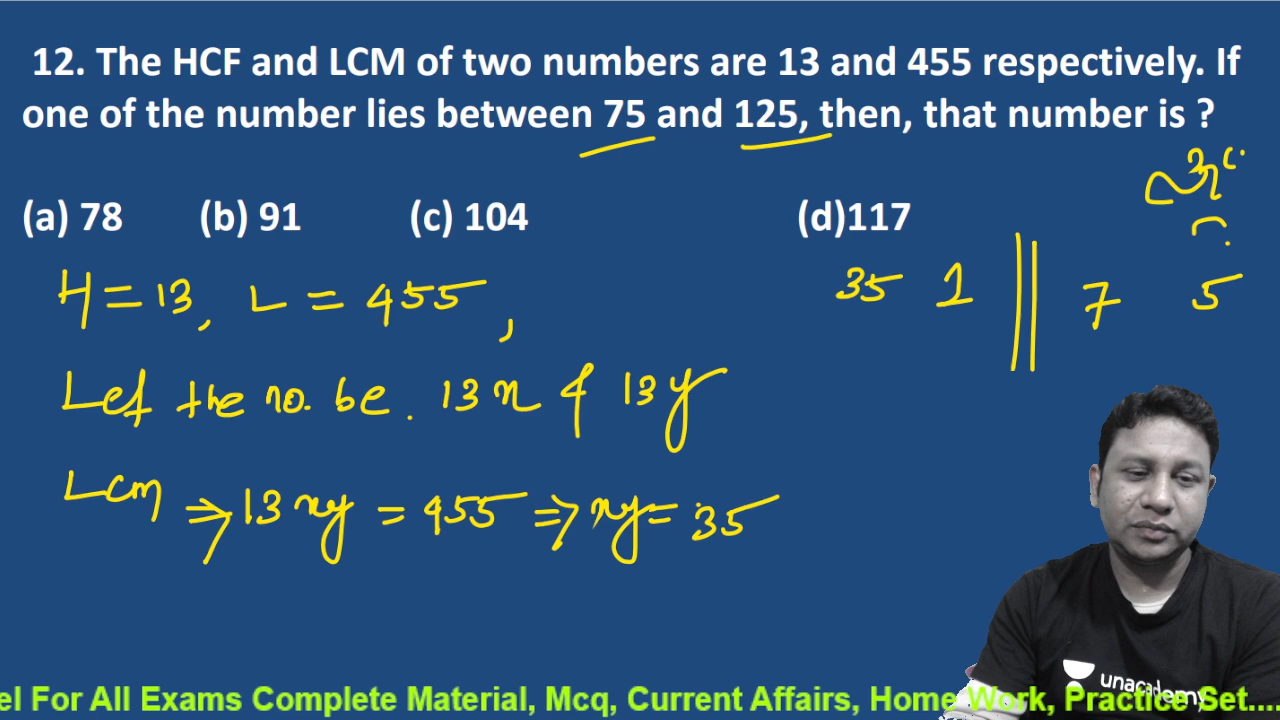 12. The HCF and LCM of two numbers are 13 and 455 respectively. If
one of the number lies between 75 and 125, then, that number is ?
(a) 78 (b) 91 (c) 104 (d)117
H = 13, L = 455,
35 1 || 7 5
Let the no. be. 13x & 13y
Lcm ⇒ 13xy = 455 ⇒ xy = 35
unacademy
el For All Exams Complete Material, Mcq, Current Affairs, Home Work, Practice Set....